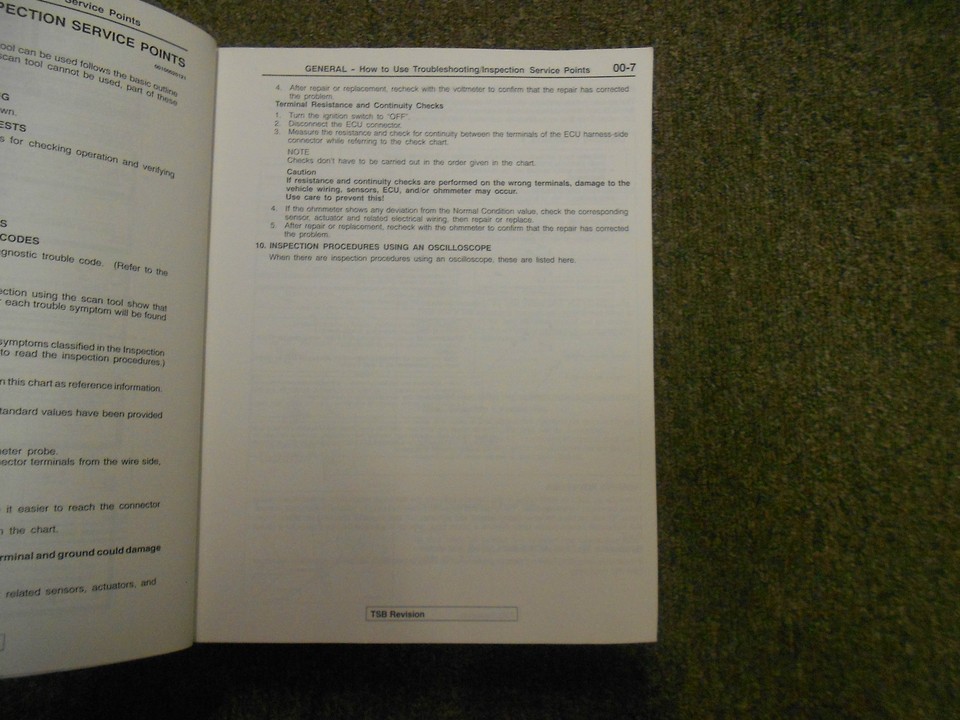 ervice Points
PECTION SERVICE POINTS
ool can be used follows the basic outline
scan tool cannot be used, part of these
G
wn.
ESTS
s for checking operation and verifying
S
CODES
gnostic trouble code. (Refer to the
ection using the scan tool show that
each trouble symptom will be found
symptoms classified in the Inspection
to read the inspection procedures.)
n this chart as reference information.
tandard values have been provided
eter probe.
ector terminals from the wire side,
it easier to reach the connector
n the chart.
rminal and ground could damage
related sensors, actuators, and
GENERAL - How to Use Troubleshooting/Inspection Service Points 00-7
4. After repair or replacement, recheck with the voltmeter to confirm that the repair has corrected
the problem.
Terminal Resistance and Continuity Checks
1. Turn the ignition switch to "OFF".
2. Disconnect the ECU connector.
3. Measure the resistance and check for continuity between the terminals of the ECU harness-side
connector while referring to the check chart.
NOTE
Checks don't have to be carried out in the order given in the chart.
Caution
If resistance and continuity checks are performed on the wrong terminals, damage to the
vehicle wiring, sensors, ECU, and/or ohmmeter may occur.
Use care to prevent this!
4. If the ohmmeter shows any deviation from the Normal Condition value, check the corresponding
sensor, actuator and related electrical wiring, then repair or replace.
5. After repair or replacement, recheck with the ohmmeter to confirm that the repair has corrected
the problem.
10. INSPECTION PROCEDURES USING AN OSCILLOSCOPE
When there are inspection procedures using an oscilloscope, these are listed here.
TSB Revision